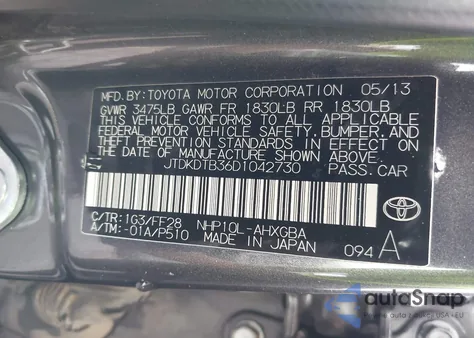 MFD. BY: TOYOTA MOTOR CORPORATION 05/13
GVWR 3475LB GAWR FR 1830LB RR 1830LB
THIS VEHICLE CONFORMS TO ALL APPLICABLE
FEDERAL MOTOR VEHICLE SAFETY, BUMPER, AND
THEFT PREVENTION STANDARDS IN EFFECT ON
THE DATE OF MANUFACTURE SHOWN ABOVE.
JTDKDTB36D1042730 PASS.CAR
C/TR: 1G3/FF28 NHP10L-AHXGBA
A/TM: -01A/P510 MADE IN JAPAN
094 A
TOYOTA
autoSnap